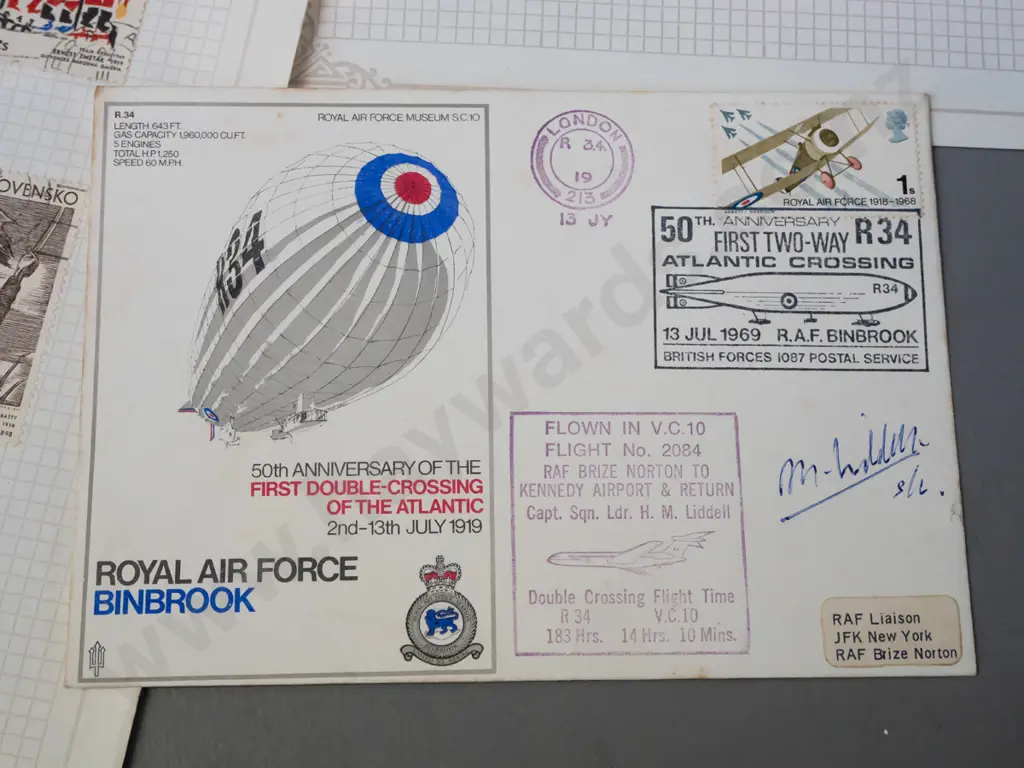 R.34
LENGTH 643 FT.
GAS CAPACITY 1,960,000 CU.FT.
5 ENGINES
TOTAL H.P. 1,250
SPEED 60 M.P.H.
ROYAL AIR FORCE MUSEUM S.C.10
R34
50th ANNIVERSARY OF THE
FIRST DOUBLE-CROSSING
OF THE ATLANTIC
2nd-13th JULY 1919
ROYAL AIR FORCE
BINBROOK
LONDON
R 34
19
213
13 JY
1s
ROYAL AIR FORCE 1918-1968
50TH. ANNIVERSARY
FIRST TWO-WAY R34
ATLANTIC CROSSING
R34
13 JUL 1969 R.A.F. BINBROOK
BRITISH FORCES 1087 POSTAL SERVICE
FLOWN IN V.C.10
FLIGHT No. 2084
RAF BRIZE NORTON TO
KENNEDY AIRPORT & RETURN
Capt. Sqn. Ldr. H. M. Liddell
Double Crossing Flight Time
R 34 V.C.10
183 Hrs. 14 Hrs. 10 Mins.
M. Liddell
S/L.
RAF Liaison
JFK New York
RAF Brize Norton
OVENSKO